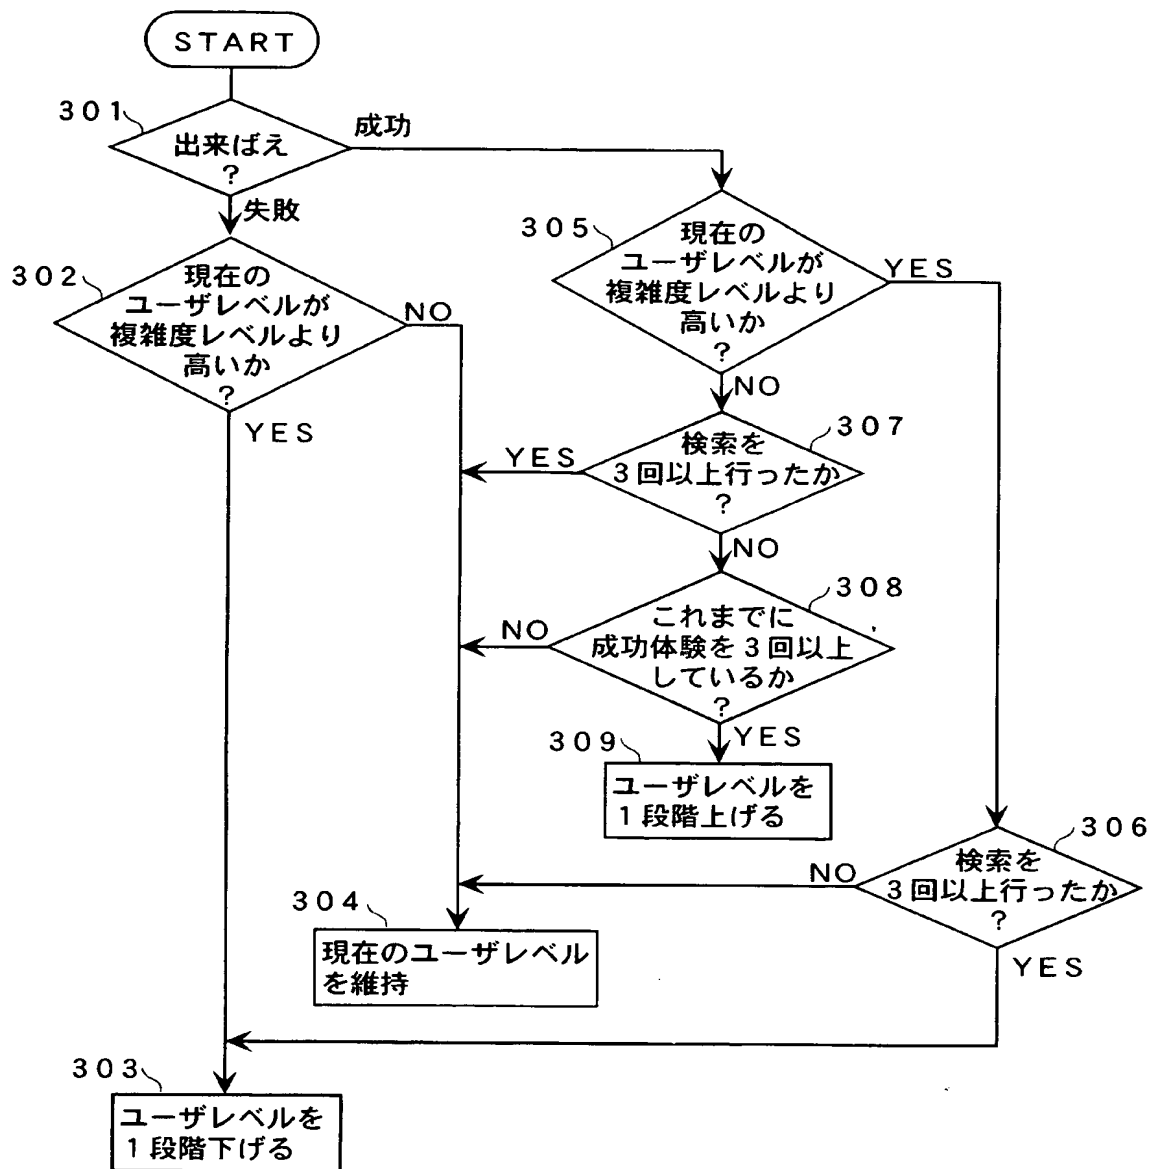 START
301
出来ばえ
?
成功
失敗
302
現在の
ユーザレベルが
複雑度レベルより
高いか
?
NO
YES
305
現在の
ユーザレベルが
複雑度レベルより
高いか
?
YES
NO
307
検索を
3回以上行ったか
?
YES
NO
308
これまでに
成功体験を3回以上
しているか
?
NO
YES
309
ユーザレベルを
1段階上げる
306
検索を
3回以上行ったか
?
NO
YES
304
現在のユーザレベル
を維持
303
ユーザレベルを
1段階下げる